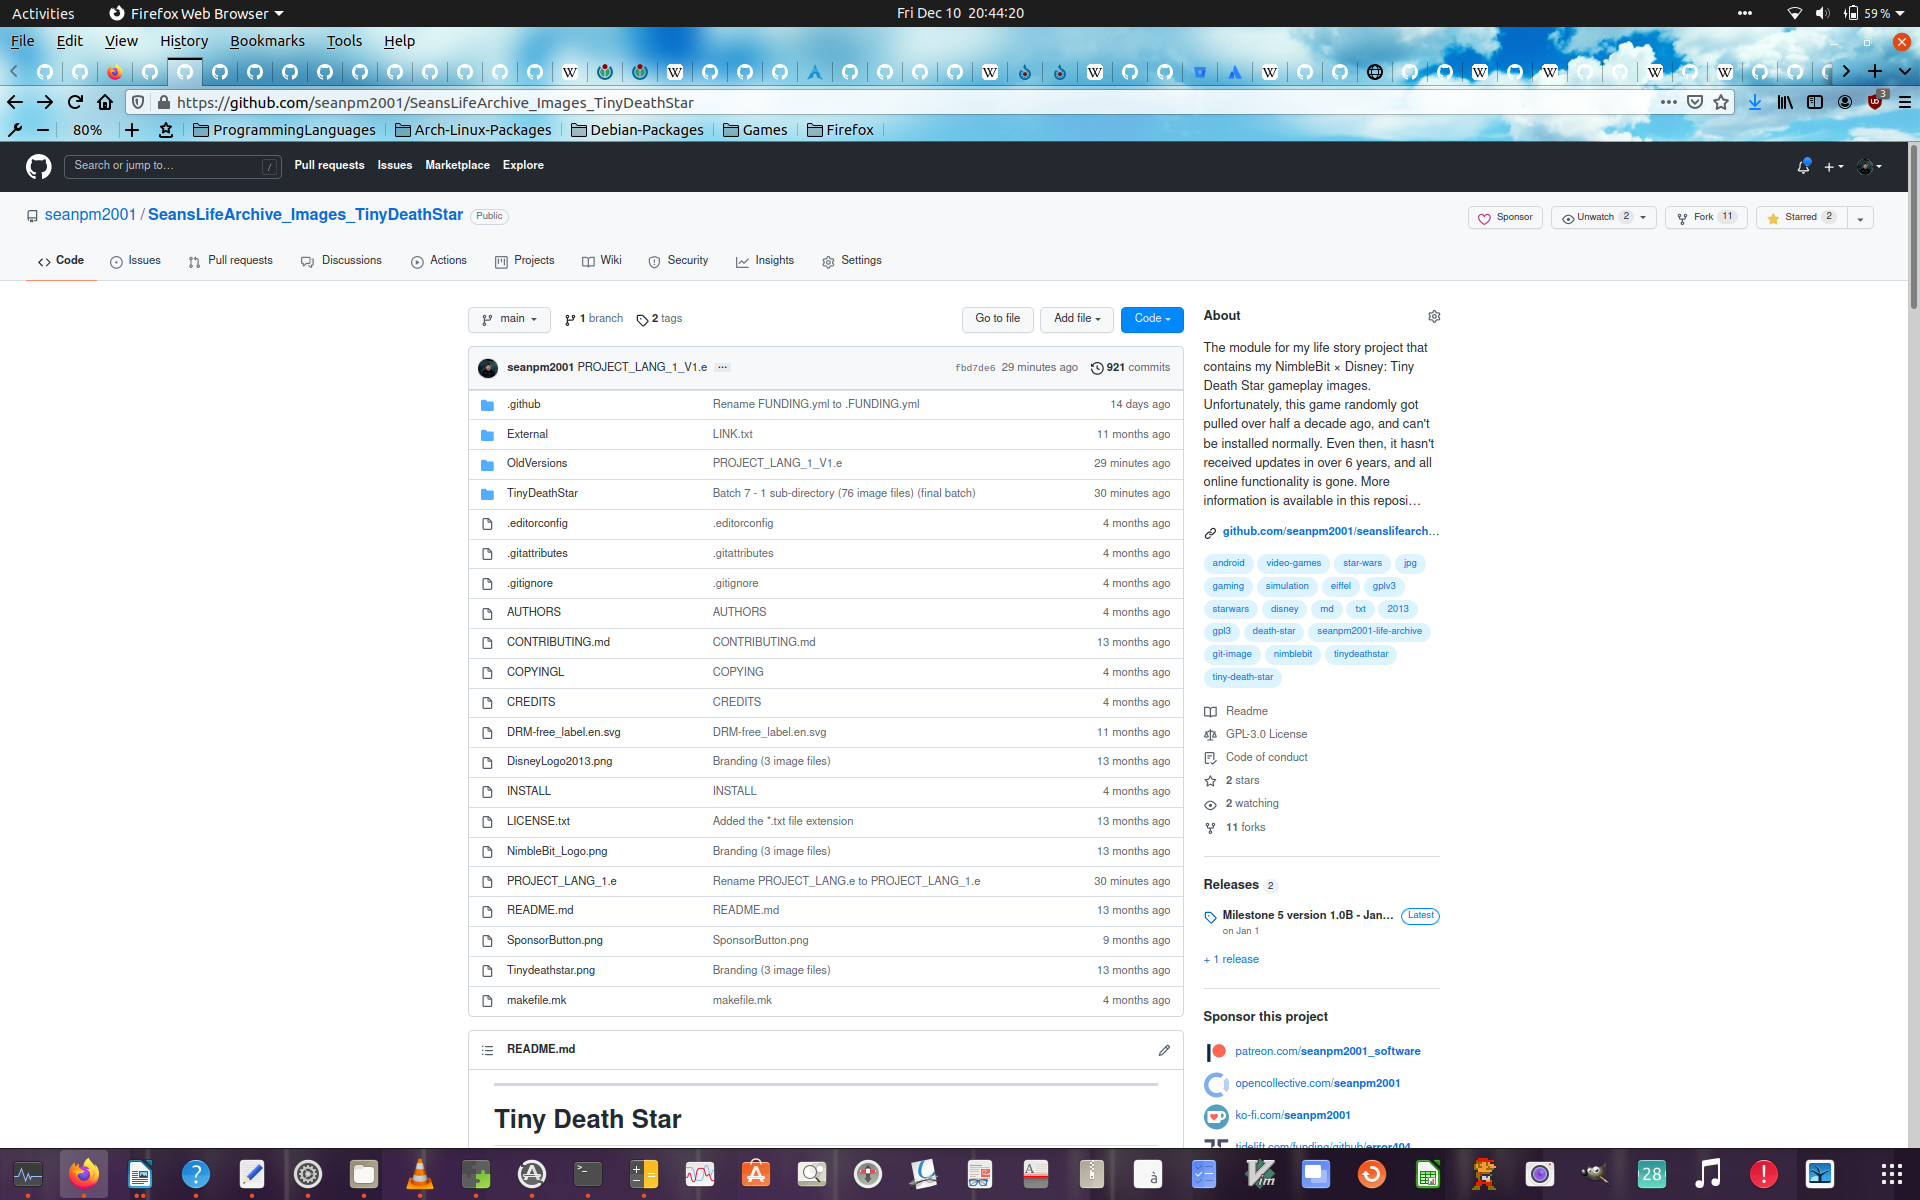 Activities Firefox Web Browser Fri Dec 10 20:44:20 59 %
File Edit View History Bookmarks Tools Help
https://github.com/seanpm2001/SeansLifeArchive_Images_TinyDeathStar 3
80% ProgrammingLanguages Arch-Linux-Packages Debian-Packages Games Firefox
Search or jump to… / Pull requests Issues Marketplace Explore
seanpm2001 / SeansLifeArchive_Images_TinyDeathStar Public Sponsor Unwatch 2 Fork 11 Starred 2
Code Issues Pull requests Discussions Actions Projects Wiki Security Insights Settings
main 1 branch 2 tags Go to file Add file Code
seanpm2001 PROJECT_LANG_1_V1.e fbd7de6 29 minutes ago 921 commits
.github Rename FUNDING.yml to .FUNDING.yml 14 days ago
External LINK.txt 11 months ago
OldVersions PROJECT_LANG_1_V1.e 29 minutes ago
TinyDeathStar Batch 7 - 1 sub-directory (76 image files) (final batch) 30 minutes ago
.editorconfig .editorconfig 4 months ago
.gitattributes .gitattributes 4 months ago
.gitignore .gitignore 4 months ago
AUTHORS AUTHORS 4 months ago
CONTRIBUTING.md CONTRIBUTING.md 13 months ago
COPYINGL COPYING 4 months ago
CREDITS CREDITS 4 months ago
DRM-free_label.en.svg DRM-free_label.en.svg 11 months ago
DisneyLogo2013.png Branding (3 image files) 13 months ago
INSTALL INSTALL 4 months ago
LICENSE.txt Added the *.txt file extension 13 months ago
NimbleBit_Logo.png Branding (3 image files) 13 months ago
PROJECT_LANG_1.e Rename PROJECT_LANG.e to PROJECT_LANG_1.e 30 minutes ago
README.md README.md 13 months ago
SponsorButton.png SponsorButton.png 9 months ago
Tinydeathstar.png Branding (3 image files) 13 months ago
makefile.mk makefile.mk 4 months ago
README.md
Tiny Death Star
About
The module for my life story project that
contains my NimbleBit × Disney: Tiny
Death Star gameplay images.
Unfortunately, this game randomly got
pulled over half a decade ago, and can't
be installed normally. Even then, it hasn't
received updates in over 6 years, and all
online functionality is gone. More
information is available in this reposi…
github.com/seanpm2001/seanslifearch…
android video-games star-wars jpg
gaming simulation eiffel gplv3
starwars disney md txt 2013
gpl3 death-star seanpm2001-life-archive
git-image nimblebit tinydeathstar
tiny-death-star
Readme
GPL-3.0 License
Code of conduct
2 stars
2 watching
11 forks
Releases 2
Milestone 5 version 1.0B - Jan… Latest
on Jan 1
+ 1 release
Sponsor this project
patreon.com/seanpm2001_software
opencollective.com/seanpm2001
ko-fi.com/seanpm2001
tidelift.com/funding/github/error404
28